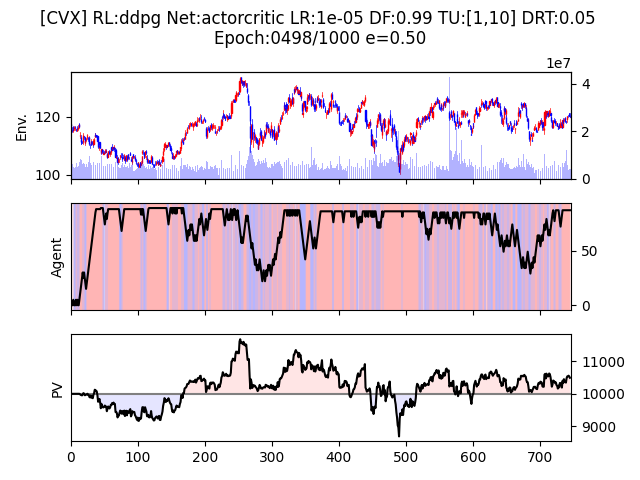 [CVX] RL:ddpg Net:actorcritic LR:1e-05 DF:0.99 TU:[1,10] DRT:0.05
Epoch:0498/1000 e=0.50
1e7
Env.
120
100
4
2
0
Agent
50
0
PV
11000
10000
9000
0 100 200 300 400 500 600 700